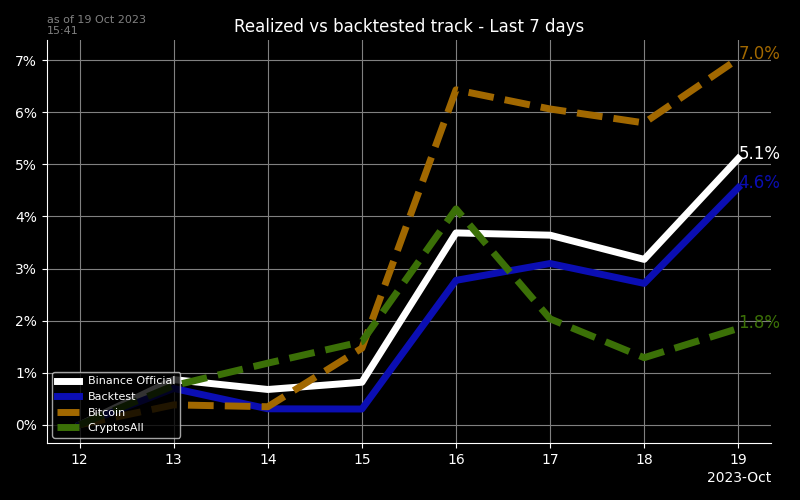 as of 19 Oct 2023
15:41
Realized vs backtested track - Last 7 days
7%
6%
5%
4%
3%
2%
1%
0%
7.0%
5.1%
4.6%
1.8%
Binance Official
Backtest
Bitcoin
CryptosAll
12 13 14 15 16 17 18 19
2023-Oct